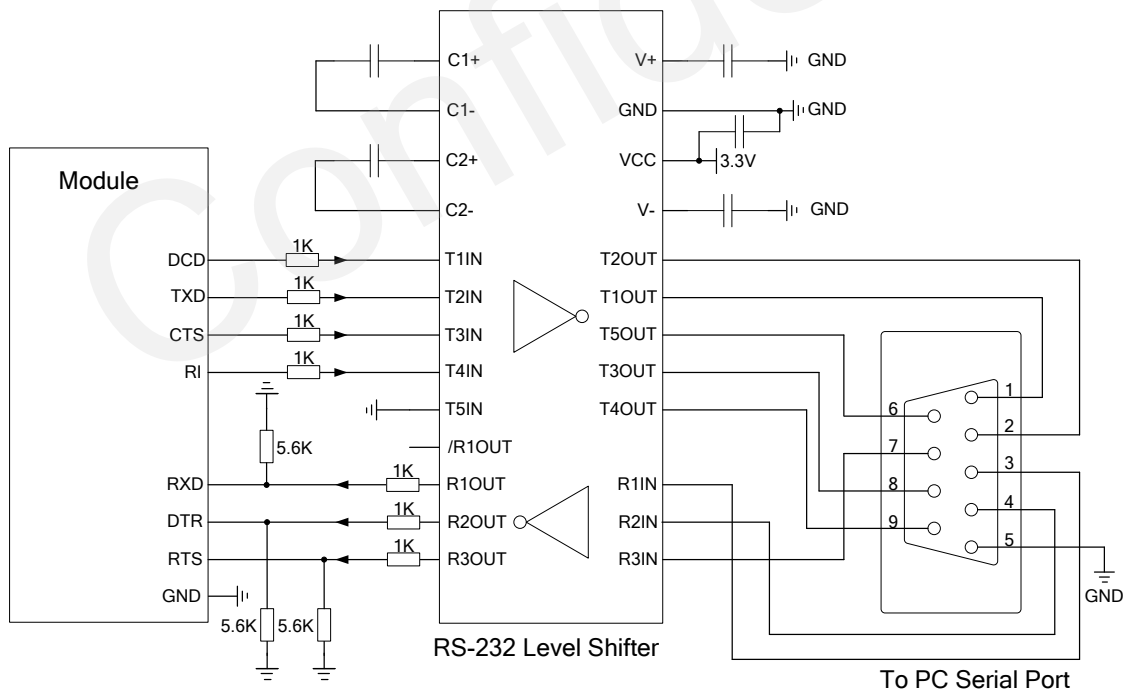 Confide
Module
DCD
TXD
CTS
RI
RXD
DTR
RTS
GND
1K
1K
1K
1K
5.6K
1K
1K
1K
5.6K 5.6K
C1+
C1-
C2+
C2-
T1IN
T2IN
T3IN
T4IN
T5IN
/R1OUT
R1OUT
R2OUT
R3OUT
V+
GND
VCC
V-
T2OUT
T1OUT
T5OUT
T3OUT
T4OUT
R1IN
R2IN
R3IN
RS-232 Level Shifter
GND
GND
3.3V
GND
1
6
2
7
3
8
4
9
5
GND
To PC Serial Port